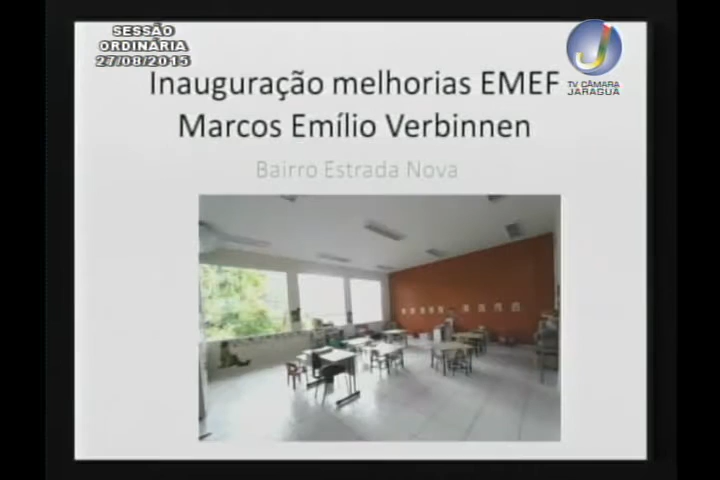 SESSÃO
ORDINÁRIA
27/08/2015
TV CÂMARA
JARAGUÁ
Inauguração melhorias EMEF
Marcos Emílio Verbinnen
Bairro Estrada Nova